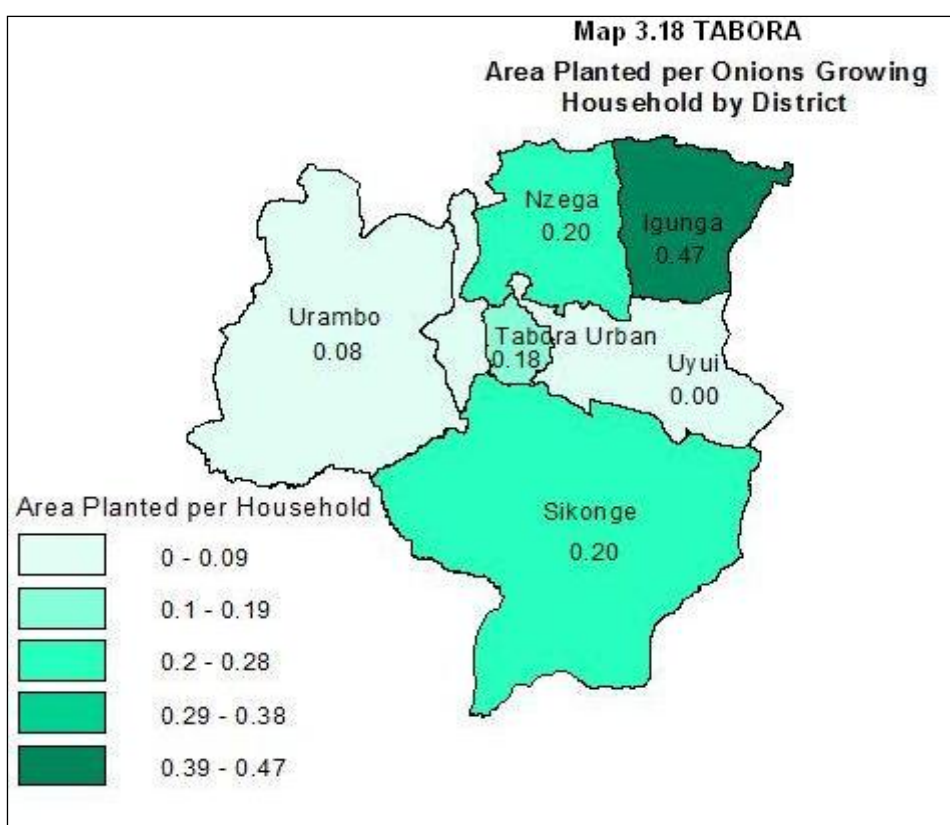 Map 3.18 TABORA
Area Planted per Onions Growing
Household by District
Nzega
0.20
Igunga
0.47
Urambo
0.08
Tabora Urban
0.18
Uyui
0.00
Sikonge
0.20
Area Planted per Household
0 - 0.09
0.1 - 0.19
0.2 - 0.28
0.29 - 0.38
0.39 - 0.47